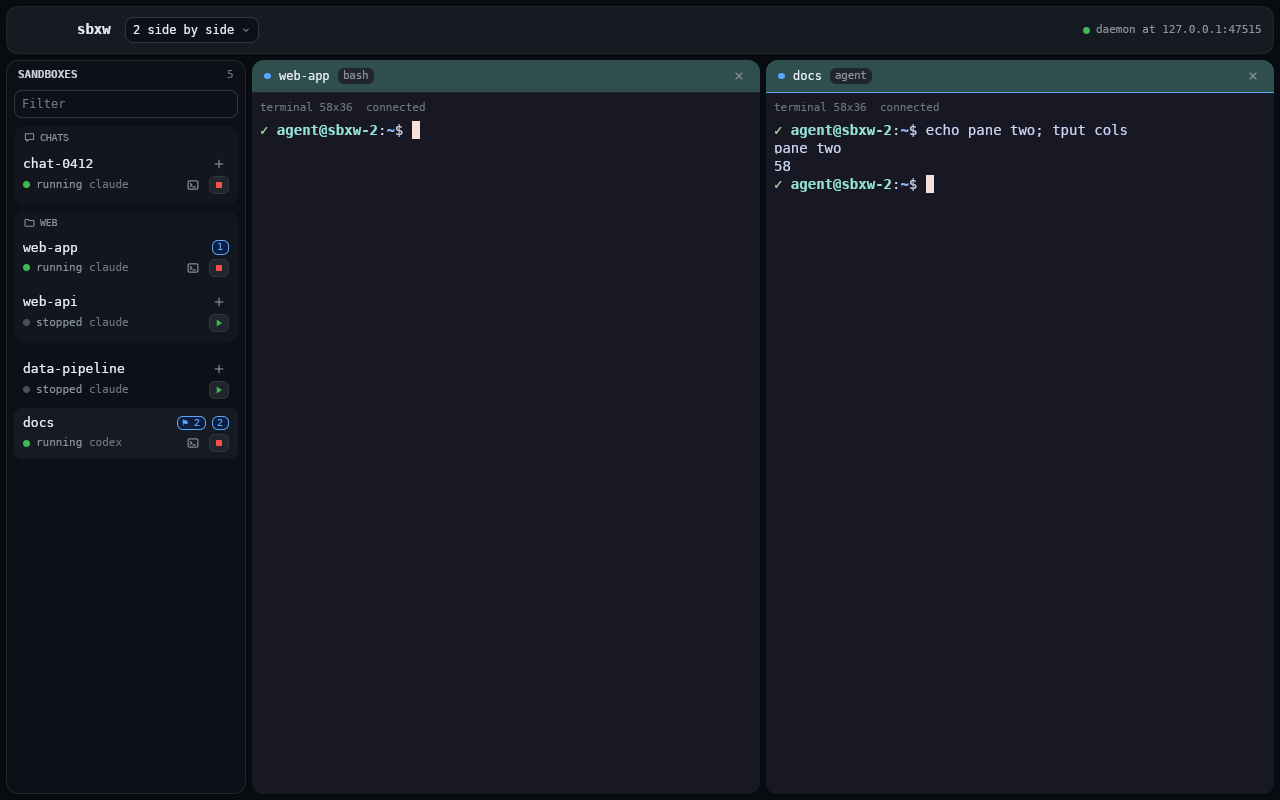 sbxw 2 side by side daemon at 127.0.0.1:47515
SANDBOXES 5
Filter
CHATS
chat-0412 +
running claude
WEB
web-app 1
running claude
web-api +
stopped claude
data-pipeline +
stopped claude
docs 2 2
running codex
web-app bash ×
terminal 58x36 connected
✓ agent@sbxw-2:~$
docs agent ×
terminal 58x36 connected
✓ agent@sbxw-2:~$ echo pane two; tput cols
pane two
58
✓ agent@sbxw-2:~$